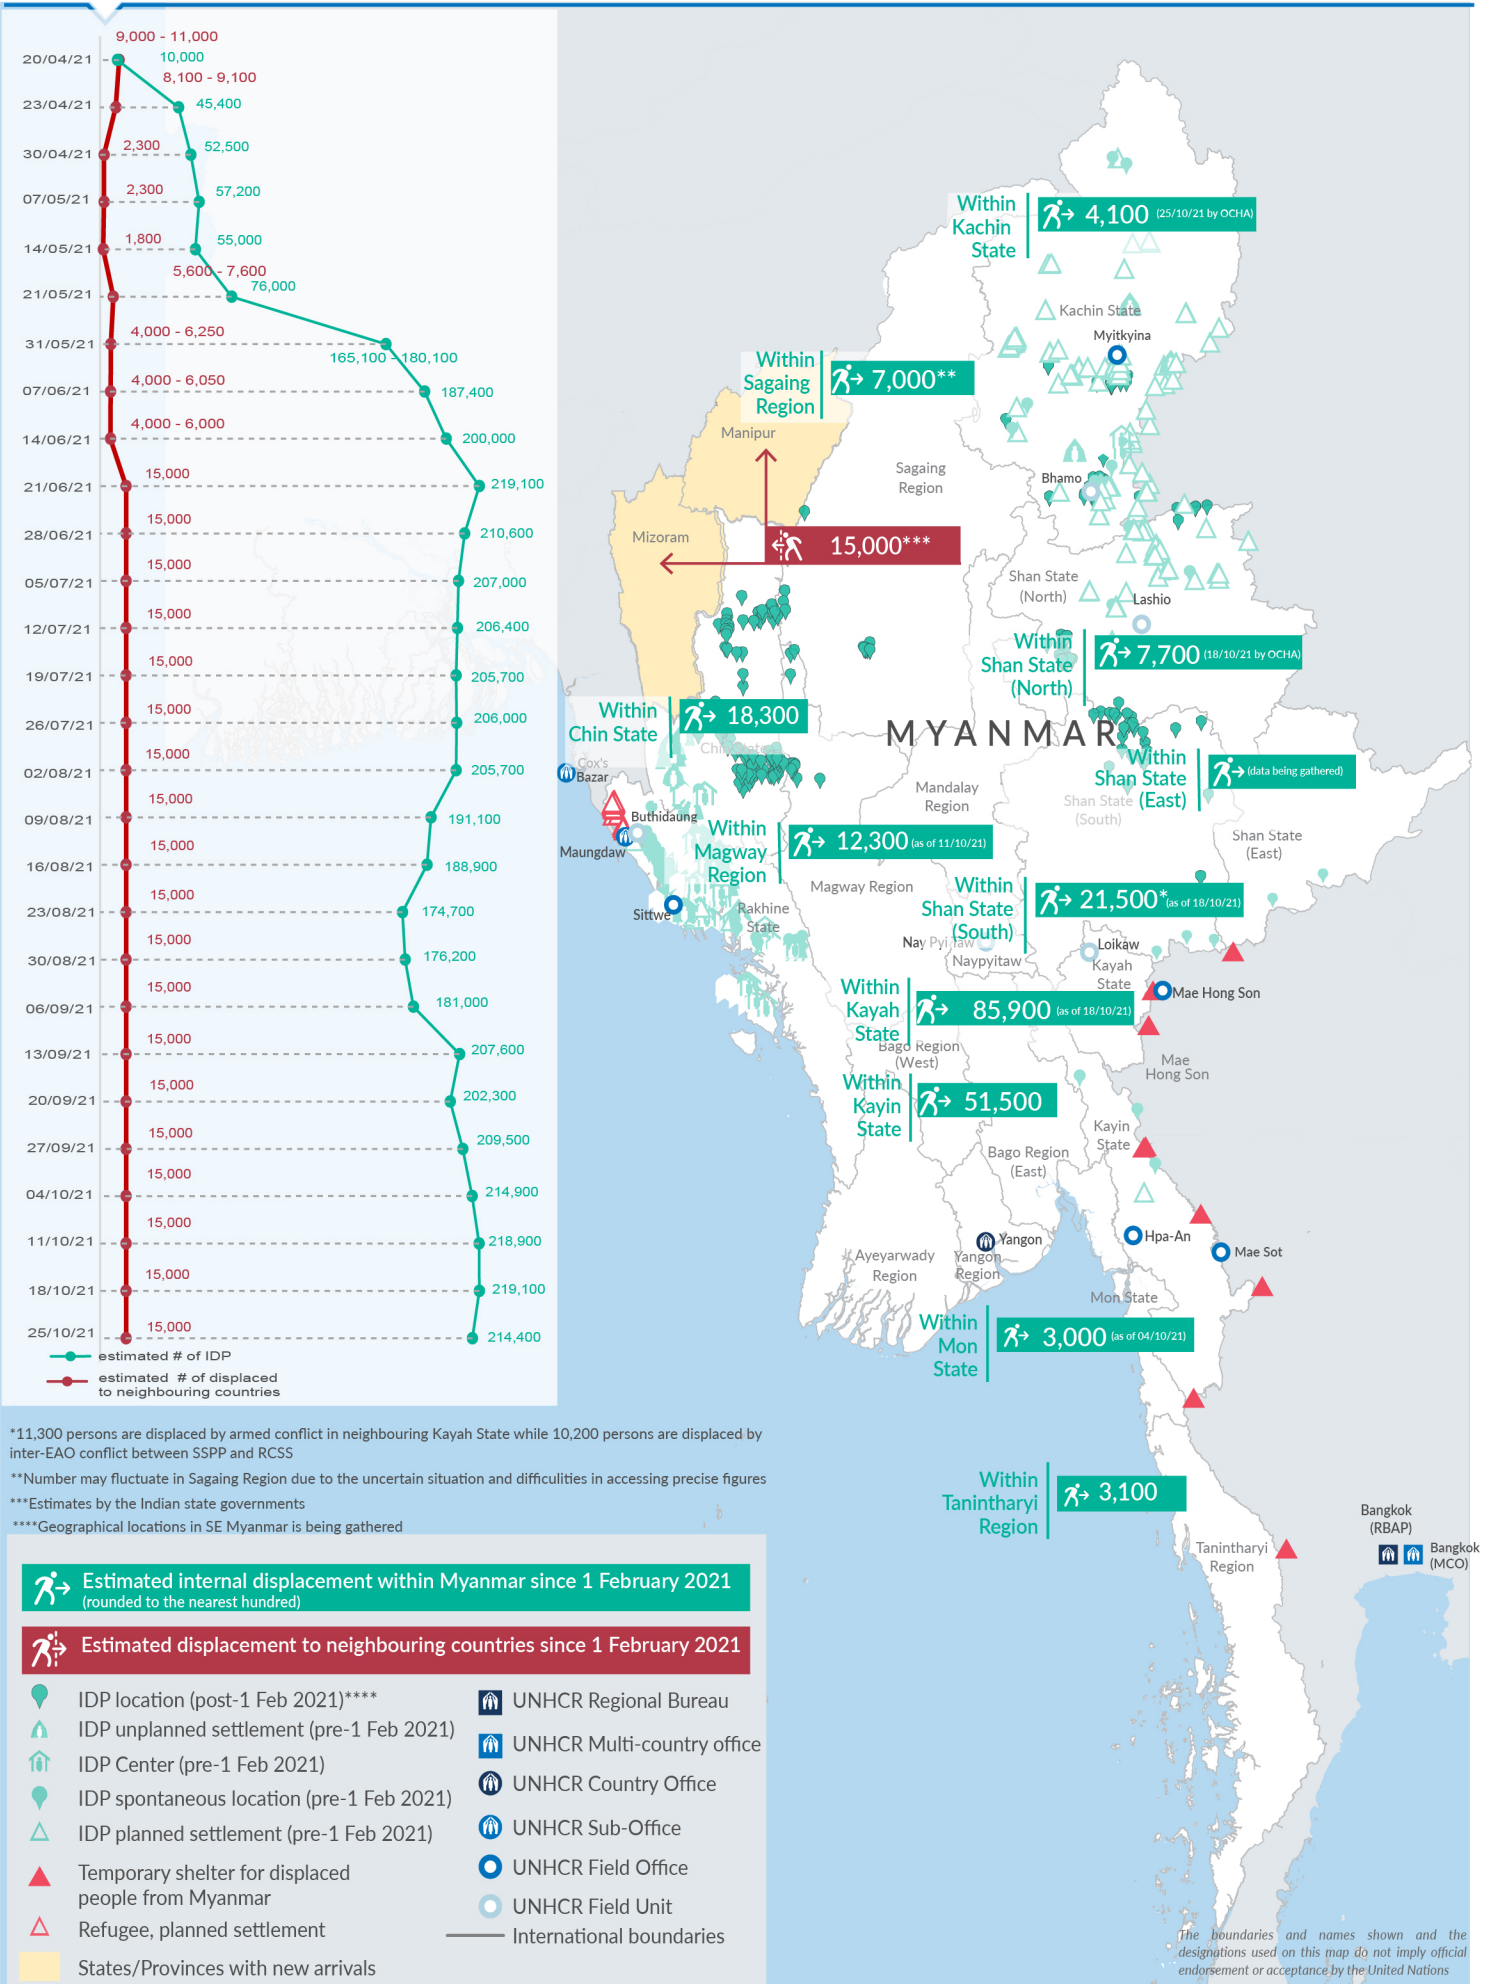 9,000 - 11,000
20/04/21
10,000
8,100 - 9,100
23/04/21
45,400
30/04/21
2,300
52,500
07/05/21
2,300
57,200
14/05/21
1,800
55,000
5,600 - 7,600
21/05/21
76,000
4,000 - 6,250
31/05/21
165,100 - 180,100
07/06/21
4,000 - 6,050
187,400
14/06/21
4,000 - 6,000
200,000
21/06/21
15,000
219,100
28/06/21
15,000
210,600
05/07/21
15,000
207,000
12/07/21
15,000
206,400
19/07/21
15,000
205,700
26/07/21
15,000
206,000
02/08/21
15,000
205,700
09/08/21
15,000
191,100
16/08/21
15,000
188,900
23/08/21
15,000
174,700
30/08/21
15,000
176,200
06/09/21
15,000
181,000
13/09/21
15,000
207,600
20/09/21
15,000
202,300
27/09/21
15,000
209,500
04/10/21
15,000
214,900
11/10/21
15,000
218,900
18/10/21
15,000
219,100
25/10/21
15,000
214,400
estimated # of IDP
estimated # of displaced
to neighbouring countries
Within
Kachin
State
4,100 (25/10/21 by OCHA)
Kachin State
Myitkyina
Within
Sagaing
Region
7,000**
Manipur
Sagaing
Region
Bhamo
Mizoram
15,000***
Shan State
(North)
Lashio
Within
Shan State
(North)
7,700 (18/10/21 by OCHA)
Within
Chin State
18,300
Chin State
MYANMAR
Within
Shan State
(East)
(data being gathered)
Cox's
Bazar
Mandalay
Region
Shan State
(South)
Buthidaung
Maungdaw
Within
Magway
Region
12,300 (as of 11/10/21)
Shan State
(East)
Magway Region
Within
Shan State
(South)
21,500* (as of 18/10/21)
Sittwe
Rakhine
State
Nay Pyi Taw
Naypyitaw
Loikaw
Kayah
State
Within
Kayah
State
85,900 (as of 18/10/21)
Mae Hong Son
Bago Region
(West)
Mae
Hong Son
Within
Kayin
State
51,500
Kayin
State
Bago Region
(East)
Hpa-An
Mae Sot
Yangon
Yangon
Region
Ayeyarwady
Region
Mon State
Within
Mon
State
3,000 (as of 04/10/21)
Within
Tanintharyi
Region
3,100
Tanintharyi
Region
Bangkok
(RBAP)
Bangkok
(MCO)
*11,300 persons are displaced by armed conflict in neighbouring Kayah State while 10,200 persons are displaced by
inter-EAO conflict between SSPP and RCSS
**Number may fluctuate in Sagaing Region due to the uncertain situation and difficulities in accessing precise figures
***Estimates by the Indian state governments
****Geographical locations in SE Myanmar is being gathered
Estimated internal displacement within Myanmar since 1 February 2021
(rounded to the nearest hundred)
Estimated displacement to neighbouring countries since 1 February 2021
IDP location (post-1 Feb 2021)****
IDP unplanned settlement (pre-1 Feb 2021)
IDP Center (pre-1 Feb 2021)
IDP spontaneous location (pre-1 Feb 2021)
IDP planned settlement (pre-1 Feb 2021)
Temporary shelter for displaced
people from Myanmar
Refugee, planned settlement
States/Provinces with new arrivals
UNHCR Regional Bureau
UNHCR Multi-country office
UNHCR Country Office
UNHCR Sub-Office
UNHCR Field Office
UNHCR Field Unit
International boundaries
The boundaries and names shown and the
designations used on this map do not imply official
endorsement or acceptance by the United Nations